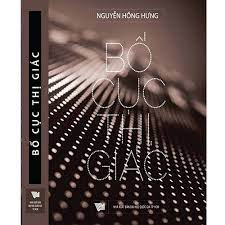 BỐ CỤC THỊ GIÁC
NGUYỄN HỒNG HƯNG
BỐ
CỤC
THỊ
GIÁC